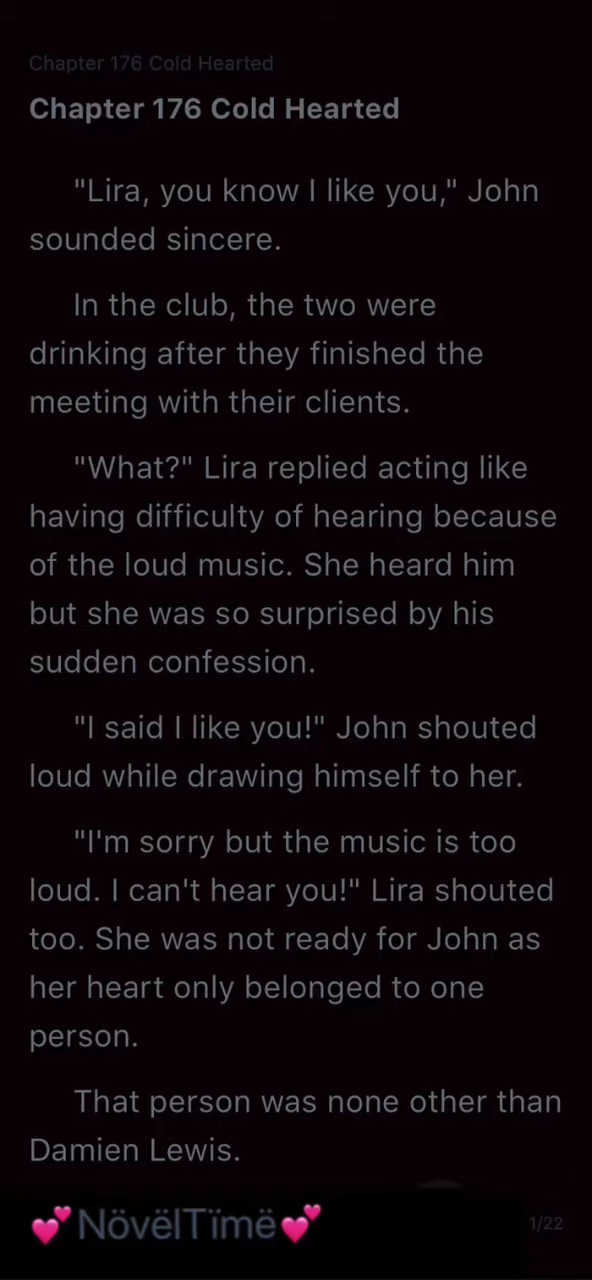 Chapter 176 Cold Hearted
Chapter 176 Cold Hearted
"Lira, you know I like you," John
sounded sincere.
In the club, the two were
drinking after they finished the
meeting with their clients.
"What?" Lira replied acting like
having difficulty of hearing because
of the loud music. She heard him
but she was so surprised by his
sudden confession.
"I said I like you!" John shouted
loud while drawing himself to her.
"I'm sorry but the music is too
loud. I can't hear you!" Lira shouted
too. She was not ready for John as
her heart only belonged to one
person.
That person was none other than
Damien Lewis.
💕NövëlTïmë💕
1/22